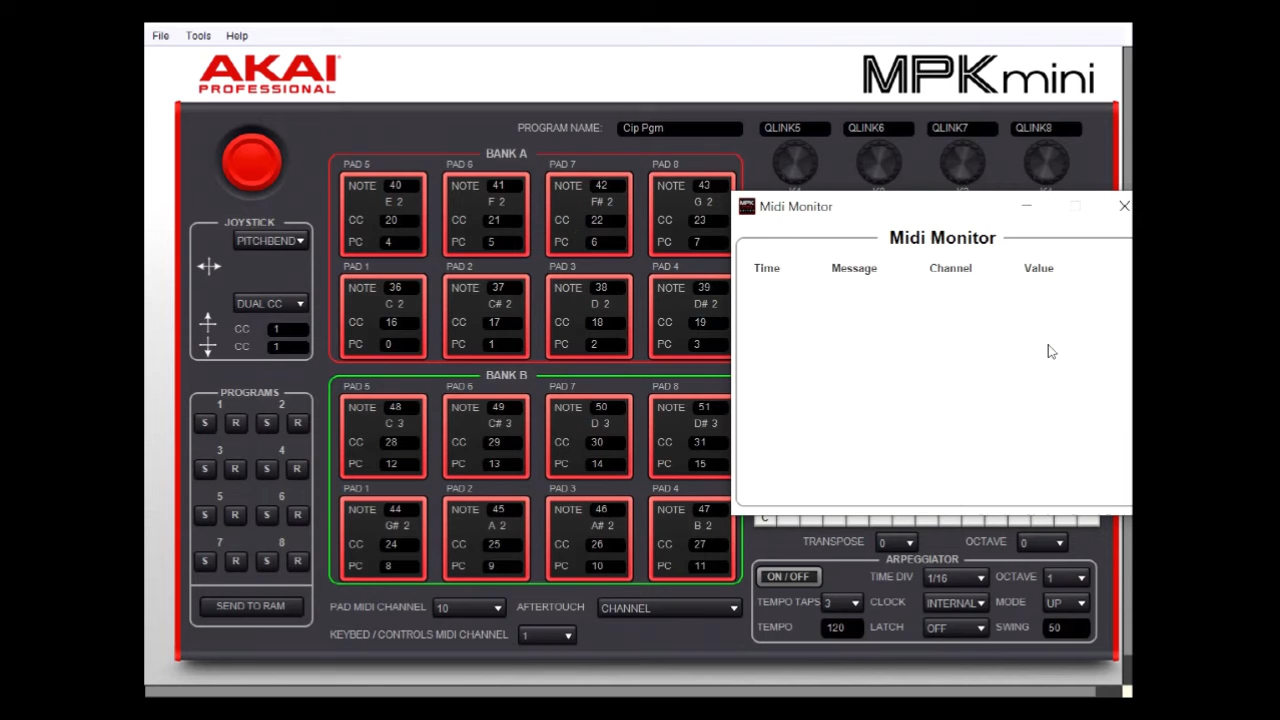 File Tools Help
AKAI
PROFESSIONAL
MPKmini
PROGRAM NAME: Cip Pgm
QLINK5 QLINK6 QLINK7 QLINK8
BANK A
PAD 5 PAD 6 PAD 7 PAD 8
NOTE 40 NOTE 41 NOTE 42 NOTE 43
E 2 F 2 F# 2 G 2
CC 20 CC 21 CC 22 CC 23
PC 4 PC 5 PC 6 PC 7
PAD 1 PAD 2 PAD 3 PAD 4
NOTE 36 NOTE 37 NOTE 38 NOTE 39
C 2 C# 2 D 2 D# 2
CC 16 CC 17 CC 18 CC 19
PC 0 PC 1 PC 2 PC 3
JOYSTICK
PITCHBEND
DUAL CC
CC 1
CC 1
MPK Midi Monitor
Midi Monitor
Time Message Channel Value
BANK B
PAD 5 PAD 6 PAD 7 PAD 8
NOTE 48 NOTE 49 NOTE 50 NOTE 51
C 3 C# 3 D 3 D# 3
CC 28 CC 29 CC 30 CC 31
PC 12 PC 13 PC 14 PC 15
PAD 1 PAD 2 PAD 3 PAD 4
NOTE 44 NOTE 45 NOTE 46 NOTE 47
G# 2 A 2 A# 2 B 2
CC 24 CC 25 CC 26 CC 27
PC 8 PC 9 PC 10 PC 11
PROGRAMS
1 2
S R S R
3 4
S R S R
5 6
S R S R
7 8
S R S R
SEND TO RAM
PAD MIDI CHANNEL 10 AFTERTOUCH CHANNEL
KEYBED / CONTROLS MIDI CHANNEL 1
C
TRANSPOSE 0 OCTAVE 0
ARPEGGIATOR
ON / OFF TIME DIV 1/16 OCTAVE 1
TEMPO TAPS 3 CLOCK INTERNAL MODE UP
TEMPO 120 LATCH OFF SWING 50